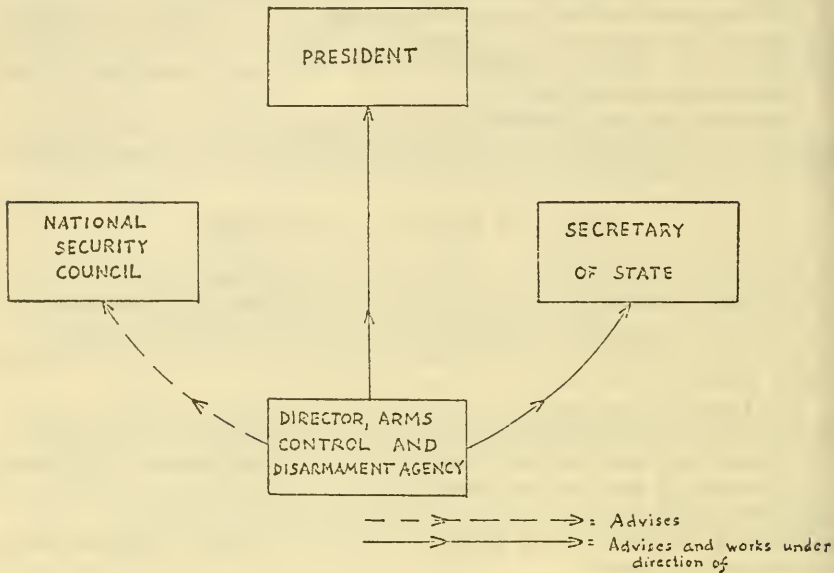 PRESIDENT
NATIONAL
SECURITY
COUNCIL
SECRETARY
OF STATE
DIRECTOR, ARMS
CONTROL AND
DISARMAMENT AGENCY
= Advises
= Advises and works under
direction of